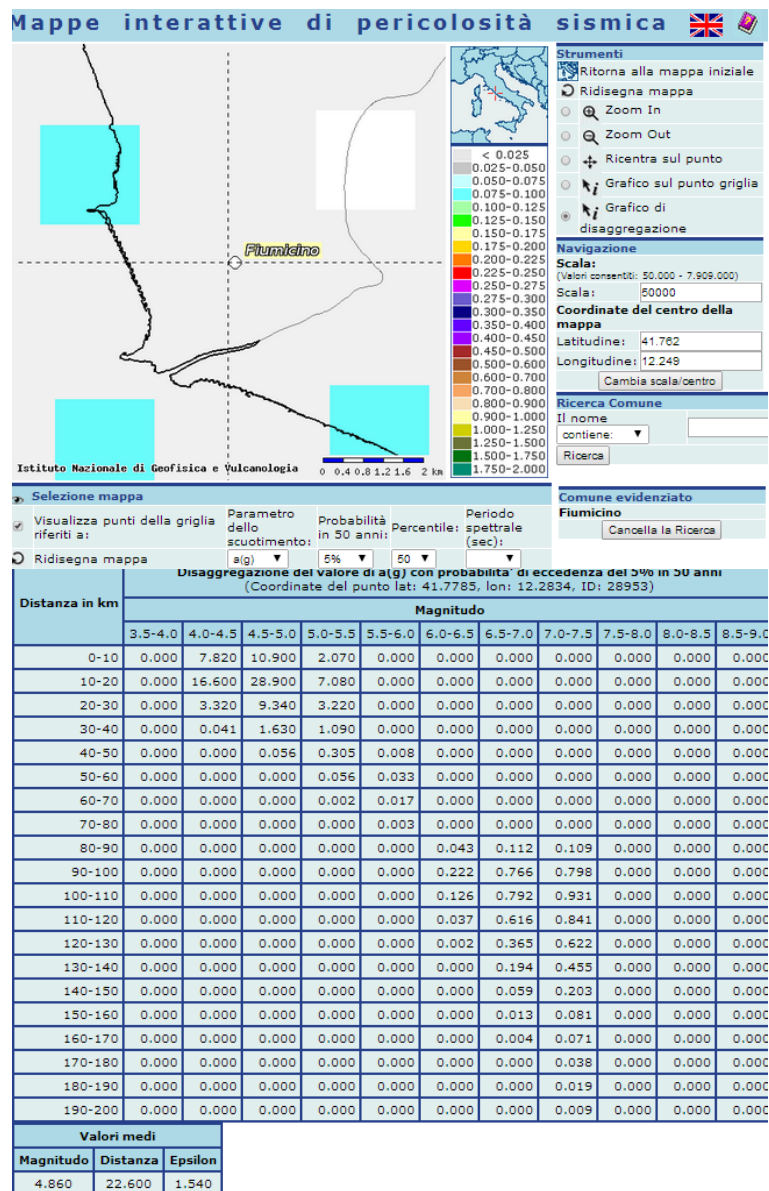 Mappe interattive di pericolosità sismica
Fiumicino
Istituto Nazionale di Geofisica e Vulcanologia
0 0.4 0.8 1.2 1.6 2 km
< 0.025
0.025-0.050
0.050-0.075
0.075-0.100
0.100-0.125
0.125-0.150
0.150-0.175
0.175-0.200
0.200-0.225
0.225-0.250
0.250-0.275
0.275-0.300
0.300-0.350
0.350-0.400
0.400-0.450
0.450-0.500
0.500-0.600
0.600-0.700
0.700-0.800
0.800-0.900
0.900-1.000
1.000-1.250
1.250-1.500
1.500-1.750
1.750-2.000
Strumenti
Ritorna alla mappa iniziale
Ridisegna mappa
Zoom In
Zoom Out
Ricentra sul punto
Grafico sul punto griglia
Grafico di
disaggregazione
Navigazione
Scala:
(Valori consentiti: 50.000 - 7.909.000)
Scala: 50000
Coordinate del centro della
mappa
Latitudine: 41.762
Longitudine: 12.249
Cambia scala/centro
Ricerca Comune
Il nome
contiene:
Ricerca
Selezione mappa
Visualizza punti della griglia
riferiti a:
Parametro
dello
scuotimento:
Probabilità
in 50 anni:
Percentile:
Periodo
spettrale
(sec):
Ridisegna mappa a(g) 5% 50
Comune evidenziato
Fiumicino
Cancella la Ricerca
Disaggregazione del valore di a(g) con probabilita' di eccedenza del 5% in 50 anni
(Coordinate del punto lat: 41.7785, lon: 12.2834, ID: 28953)
Distanza in km
Magnitudo
3.5-4.0 4.0-4.5 4.5-5.0 5.0-5.5 5.5-6.0 6.0-6.5 6.5-7.0 7.0-7.5 7.5-8.0 8.0-8.5 8.5-9.0
0-10 0.000 7.820 10.900 2.070 0.000 0.000 0.000 0.000 0.000 0.000 0.000
10-20 0.000 16.600 28.900 7.080 0.000 0.000 0.000 0.000 0.000 0.000 0.000
20-30 0.000 3.320 9.340 3.220 0.000 0.000 0.000 0.000 0.000 0.000 0.000
30-40 0.000 0.041 1.630 1.090 0.000 0.000 0.000 0.000 0.000 0.000 0.000
40-50 0.000 0.000 0.056 0.305 0.008 0.000 0.000 0.000 0.000 0.000 0.000
50-60 0.000 0.000 0.000 0.056 0.033 0.000 0.000 0.000 0.000 0.000 0.000
60-70 0.000 0.000 0.000 0.002 0.017 0.000 0.000 0.000 0.000 0.000 0.000
70-80 0.000 0.000 0.000 0.000 0.003 0.000 0.000 0.000 0.000 0.000 0.000
80-90 0.000 0.000 0.000 0.000 0.000 0.043 0.112 0.109 0.000 0.000 0.000
90-100 0.000 0.000 0.000 0.000 0.000 0.222 0.766 0.798 0.000 0.000 0.000
100-110 0.000 0.000 0.000 0.000 0.000 0.126 0.792 0.931 0.000 0.000 0.000
110-120 0.000 0.000 0.000 0.000 0.000 0.037 0.616 0.841 0.000 0.000 0.000
120-130 0.000 0.000 0.000 0.000 0.000 0.002 0.365 0.622 0.000 0.000 0.000
130-140 0.000 0.000 0.000 0.000 0.000 0.000 0.194 0.455 0.000 0.000 0.000
140-150 0.000 0.000 0.000 0.000 0.000 0.000 0.059 0.203 0.000 0.000 0.000
150-160 0.000 0.000 0.000 0.000 0.000 0.000 0.013 0.081 0.000 0.000 0.000
160-170 0.000 0.000 0.000 0.000 0.000 0.000 0.004 0.071 0.000 0.000 0.000
170-180 0.000 0.000 0.000 0.000 0.000 0.000 0.000 0.038 0.000 0.000 0.000
180-190 0.000 0.000 0.000 0.000 0.000 0.000 0.000 0.019 0.000 0.000 0.000
190-200 0.000 0.000 0.000 0.000 0.000 0.000 0.000 0.009 0.000 0.000 0.000
Valori medi
Magnitudo Distanza Epsilon
4.860 22.600 1.540